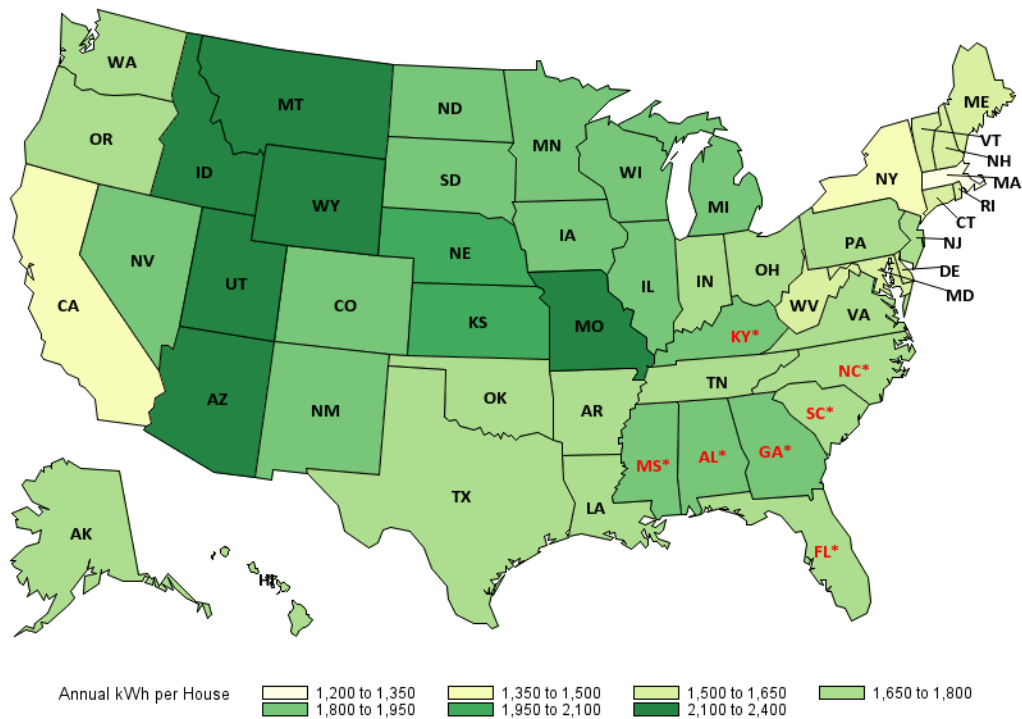 WA
MT
ND
ME
OR
MN
VT
ID
SD
WI
NH
NY
MA
WY
MI
RI
IA
CT
NV
NE
PA
NJ
UT
IL
IN
OH
DE
CA
CO
WV
MD
KS
MO
VA
KY*
AZ
NM
OK
TN
NC*
AR
SC*
MS*
AL*
GA*
TX
LA
AK
FL*
HI
Annual kWh per House
1,200 to 1,350
1,350 to 1,500
1,500 to 1,650
1,650 to 1,800
1,800 to 1,950
1,950 to 2,100
2,100 to 2,400